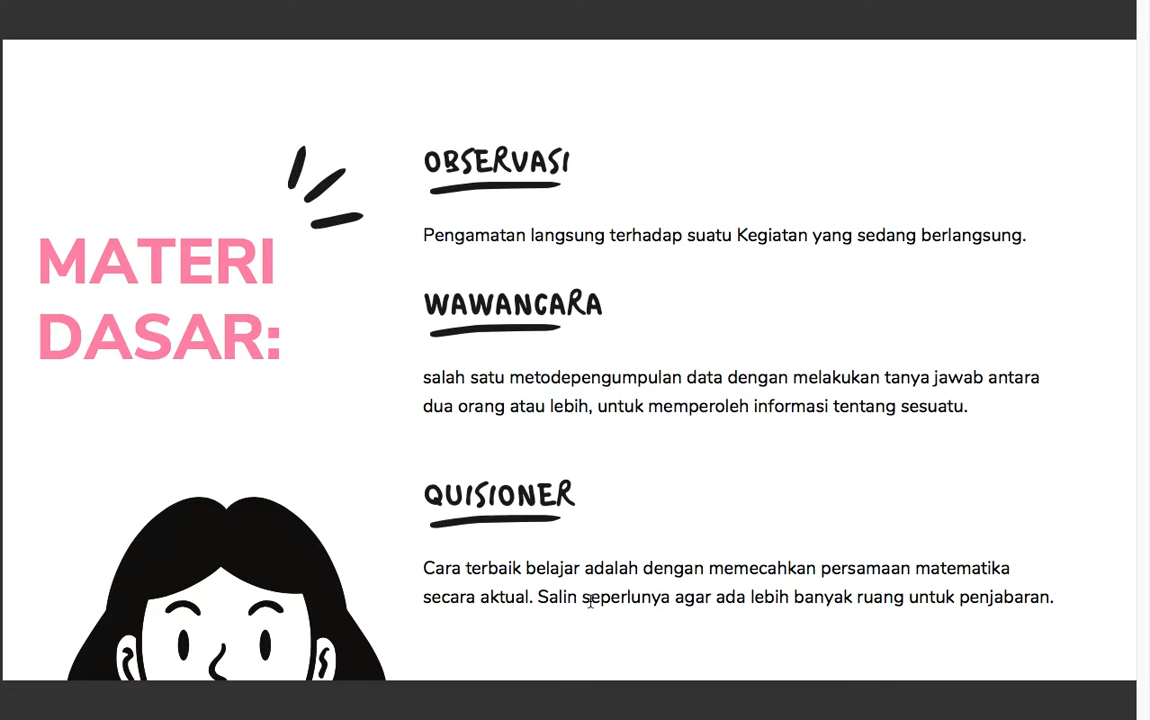 MATERI
DASAR:
OBSERVASI
Pengamatan langsung terhadap suatu Kegiatan yang sedang berlangsung.
WAWANCARA
salah satu metodepengumpulan data dengan melakukan tanya jawab antara
dua orang atau lebih, untuk memperoleh informasi tentang sesuatu.
QUISIONER
Cara terbaik belajar adalah dengan memecahkan persamaan matematika
secara aktual. Salin seperlunya agar ada lebih banyak ruang untuk penjabaran.